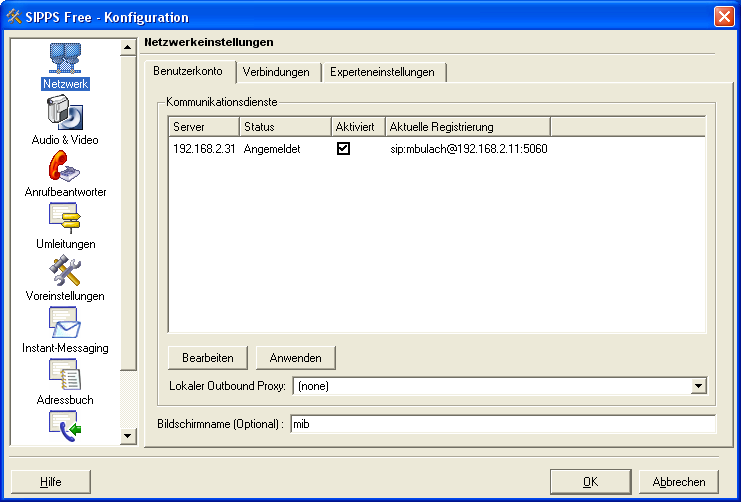 SIPPS Free - Konfiguration
Netzwerk
Audio & Video
Anrufbeantworter
Umleitungen
Voreinstellungen
Instant-Messaging
Adressbuch
Netzwerkeinstellungen
Benutzerkonto Verbindungen Experteneinstellungen
Kommunikationsdienste
Server Status Aktiviert Aktuelle Registrierung
192.168.2.31 Angemeldet sip:mbulach@192.168.2.11:5060
Bearbeiten Anwenden
Lokaler Outbound Proxy: (none)
Bildschirmname (Optional) : mib
Hilfe OK Abbrechen